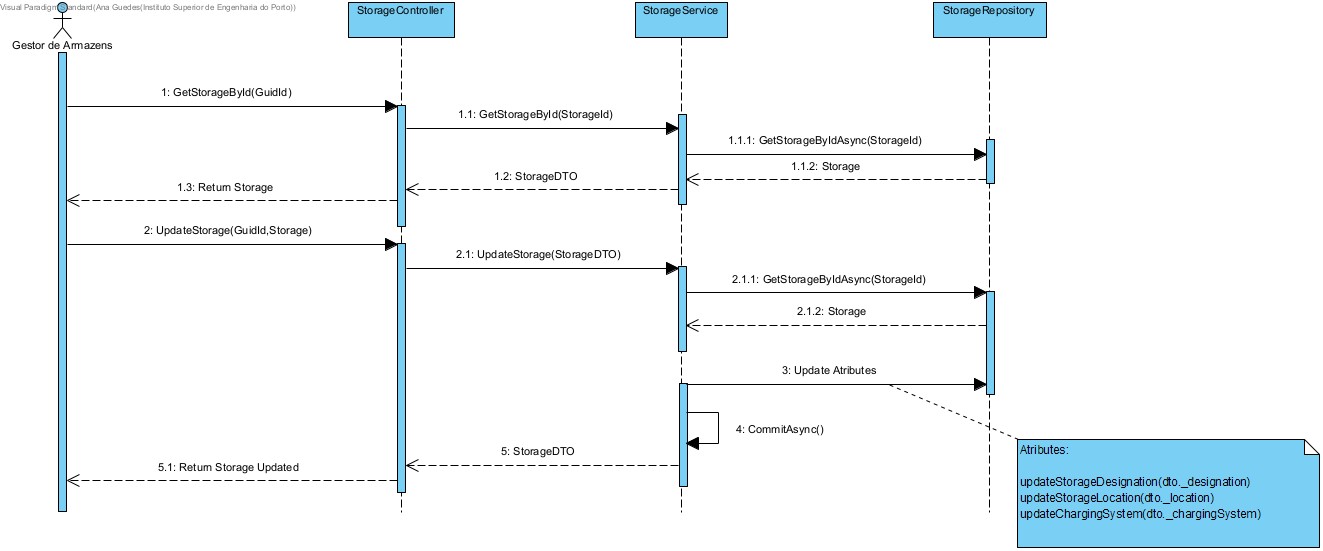 Visual Paradigm Standard(Ana Guedes(Instituto Superior de Engenharia do Porto))
StorageController
StorageService
StorageRepository
Gestor de Armazens
1: GetStorageById(GuidId)
1.1: GetStorageById(StorageId)
1.1.1: GetStorageByIdAsync(StorageId)
1.1.2: Storage
1.2: StorageDTO
1.3: Return Storage
2: UpdateStorage(GuidId,Storage)
2.1: UpdateStorage(StorageDTO)
2.1.1: GetStorageByIdAsync(StorageId)
2.1.2: Storage
3: Update Atributes
4: CommitAsync()
5: StorageDTO
5.1: Return Storage Updated
Atributes:
updateStorageDesignation(dto._designation)
updateStorageLocation(dto._location)
updateChargingSystem(dto._chargingSystem)